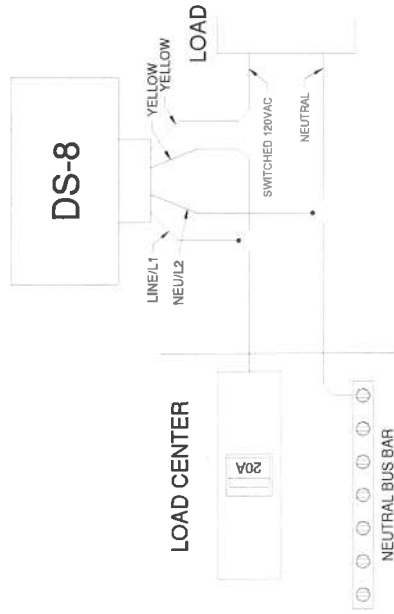 DS-8
YELLOW
YELLOW
LINE/L1
NEU/L2
LOAD
SWITCHED 120VAC
NEUTRAL
LOAD CENTER
20A
NEUTRAL BUS BAR